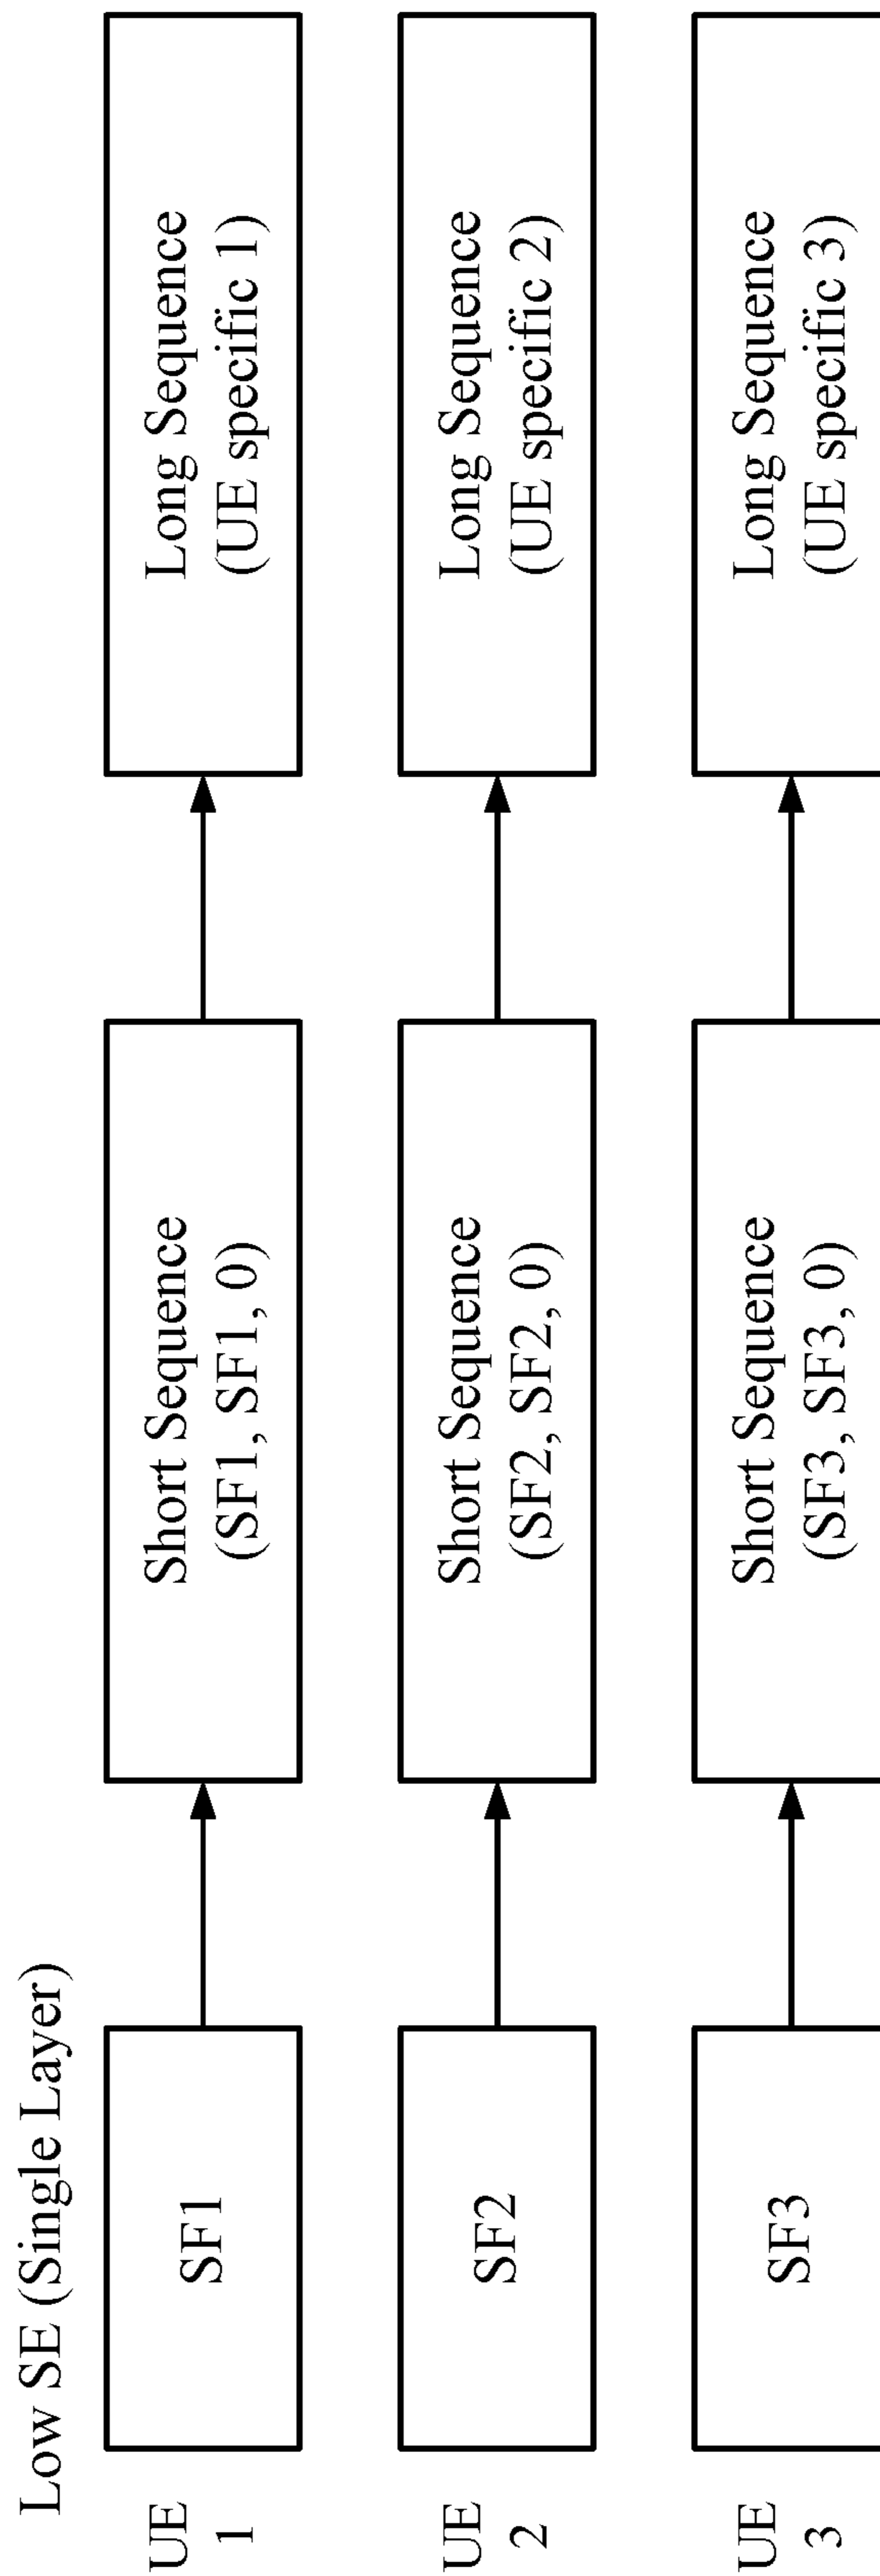 Low SE (Single Layer)
UE
1
SF1
Short Sequence
(SF1, SF1, 0)
Long Sequence
(UE specific 1)
UE
2
SF2
Short Sequence
(SF2, SF2, 0)
Long Sequence
(UE specific 2)
UE
3
SF3
Short Sequence
(SF3, SF3, 0)
Long Sequence
(UE specific 3)